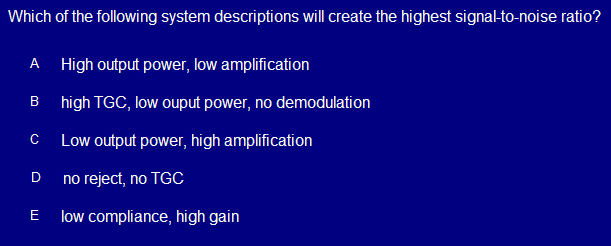 Which of the following system descriptions will create the highest signal-to-noise ratio?
A High output power, low amplification
B high TGC, low ouput power, no demodulation
C Low output power, high amplification
D no reject, no TGC
E low compliance, high gain